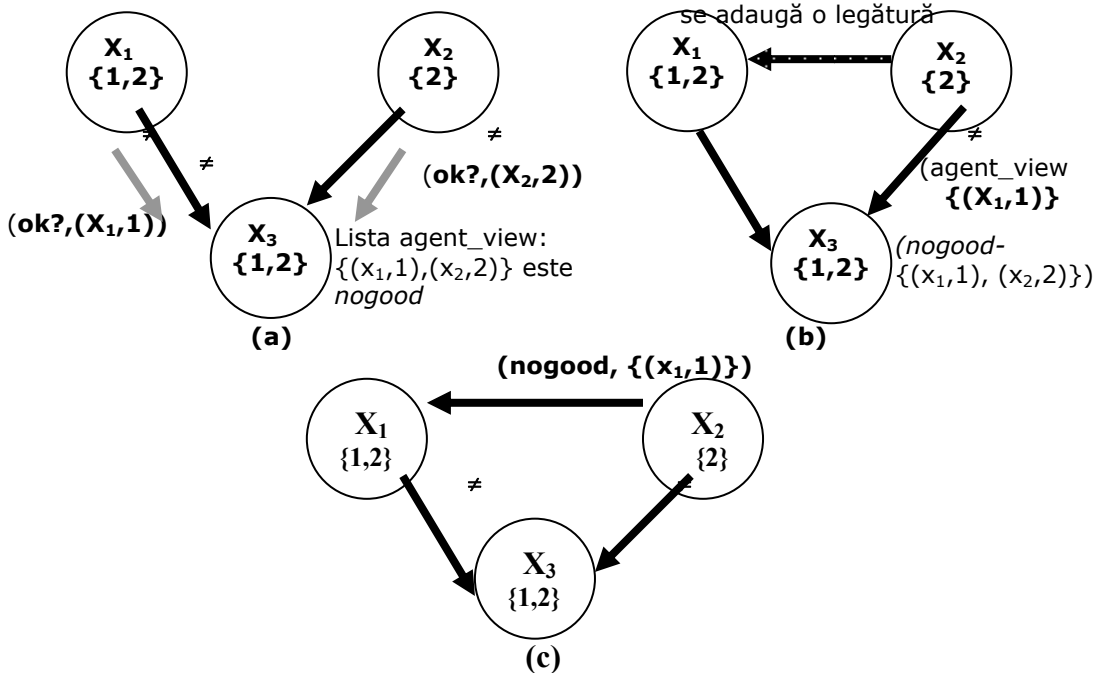 X₁
{1,2}
X₂
{2}
≠
≠
≠
(ok?,(X₁,1))
(ok?,(X₂,2))
X₃
{1,2}
Lista agent_view:
{(x₁,1),(x₂,2)} este
nogood
(a)
se adaugă o legătură
X₁
{1,2}
X₂
{2}
≠
(agent_view
{(X₁,1)}
X₃
{1,2}
(nogood-
{(x₁,1), (x₂,2)})
(b)
(nogood, {(x₁,1)})
X₁
{1,2}
X₂
{2}
≠
≠
X₃
{1,2}
(c)